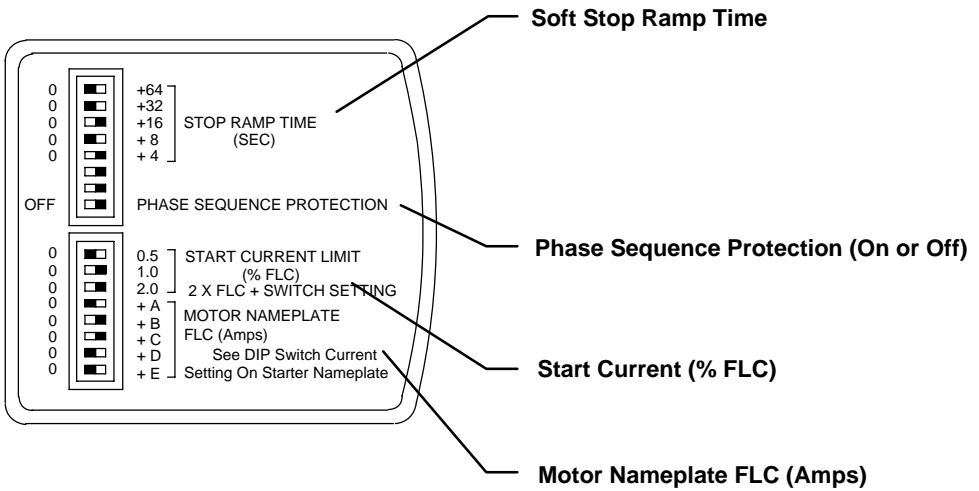 Soft Stop Ramp Time
0 +64
0 +32
0 +16 STOP RAMP TIME
0 + 8 (SEC)
0 + 4
OFF PHASE SEQUENCE PROTECTION
Phase Sequence Protection (On or Off)
0 0.5 START CURRENT LIMIT
0 1.0 (% FLC)
0 2.0 2 X FLC + SWITCH SETTING
0 + A MOTOR NAMEPLATE
0 + B FLC (Amps)
0 + C
0 + D See DIP Switch Current
0 + E Setting On Starter Nameplate
Start Current (% FLC)
Motor Nameplate FLC (Amps)